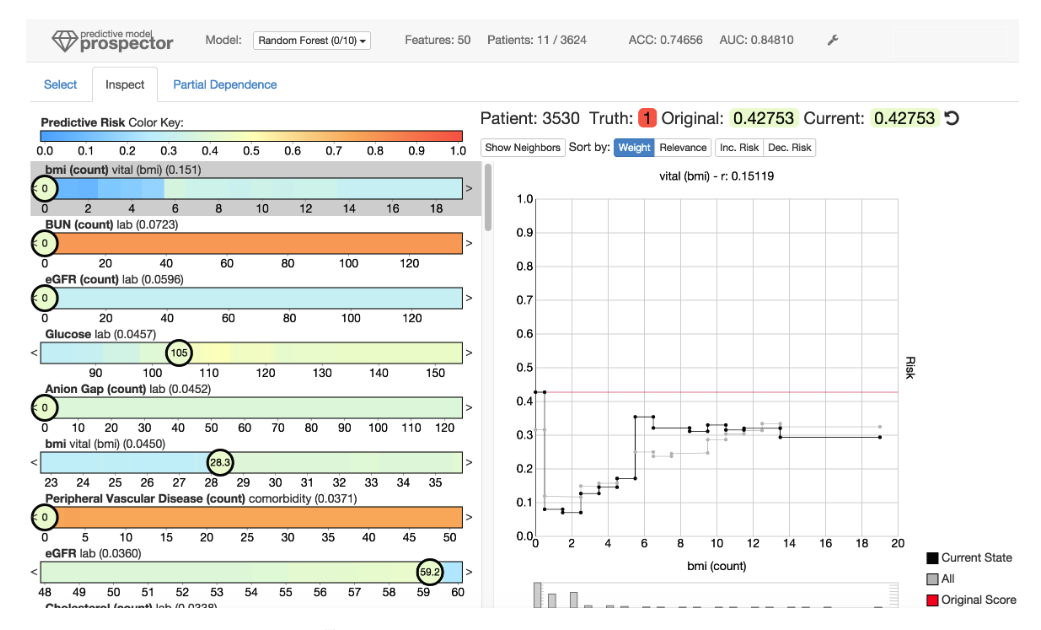 predictive model
prospector
Model: Random Forest (0/10) Features: 50 Patients: 11 / 3624 ACC: 0.74656 AUC: 0.84810
Select Inspect Partial Dependence
Predictive Risk Color Key:
0.0 0.1 0.2 0.3 0.4 0.5 0.6 0.7 0.8 0.9 1.0
bmi (count) vital (bmi) (0.151)
< 0 >
0 2 4 6 8 10 12 14 16 18
BUN (count) lab (0.0723)
< 0 >
0 20 40 60 80 100 120
eGFR (count) lab (0.0596)
< 0 >
0 20 40 60 80 100 120
Glucose lab (0.0457)
< 105 >
90 100 110 120 130 140 150
Anion Gap (count) lab (0.0452)
< 0 >
0 10 20 30 40 50 60 70 80 90 100 110 120
bmi vital (bmi) (0.0450)
< 28.3 >
23 24 25 26 27 28 29 30 31 32 33 34 35
Peripheral Vascular Disease (count) comorbidity (0.0371)
< 0 >
0 5 10 15 20 25 30 35 40 45 50
eGFR lab (0.0360)
< 59.2 >
48 49 50 51 52 53 54 55 56 57 58 59 60
Cholesterol (count) lab (0.0338)
Patient: 3530 Truth: 1 Original: 0.42753 Current: 0.42753
Show Neighbors Sort by: Weight Relevance Inc. Risk Dec. Risk
vital (bmi) - r: 0.15119
1.0
0.9
0.8
0.7
0.6
0.5
0.4
0.3
0.2
0.1
0.0
Risk
0 2 4 6 8 10 12 14 16 18 20
bmi (count)
Current State
All
Original Score